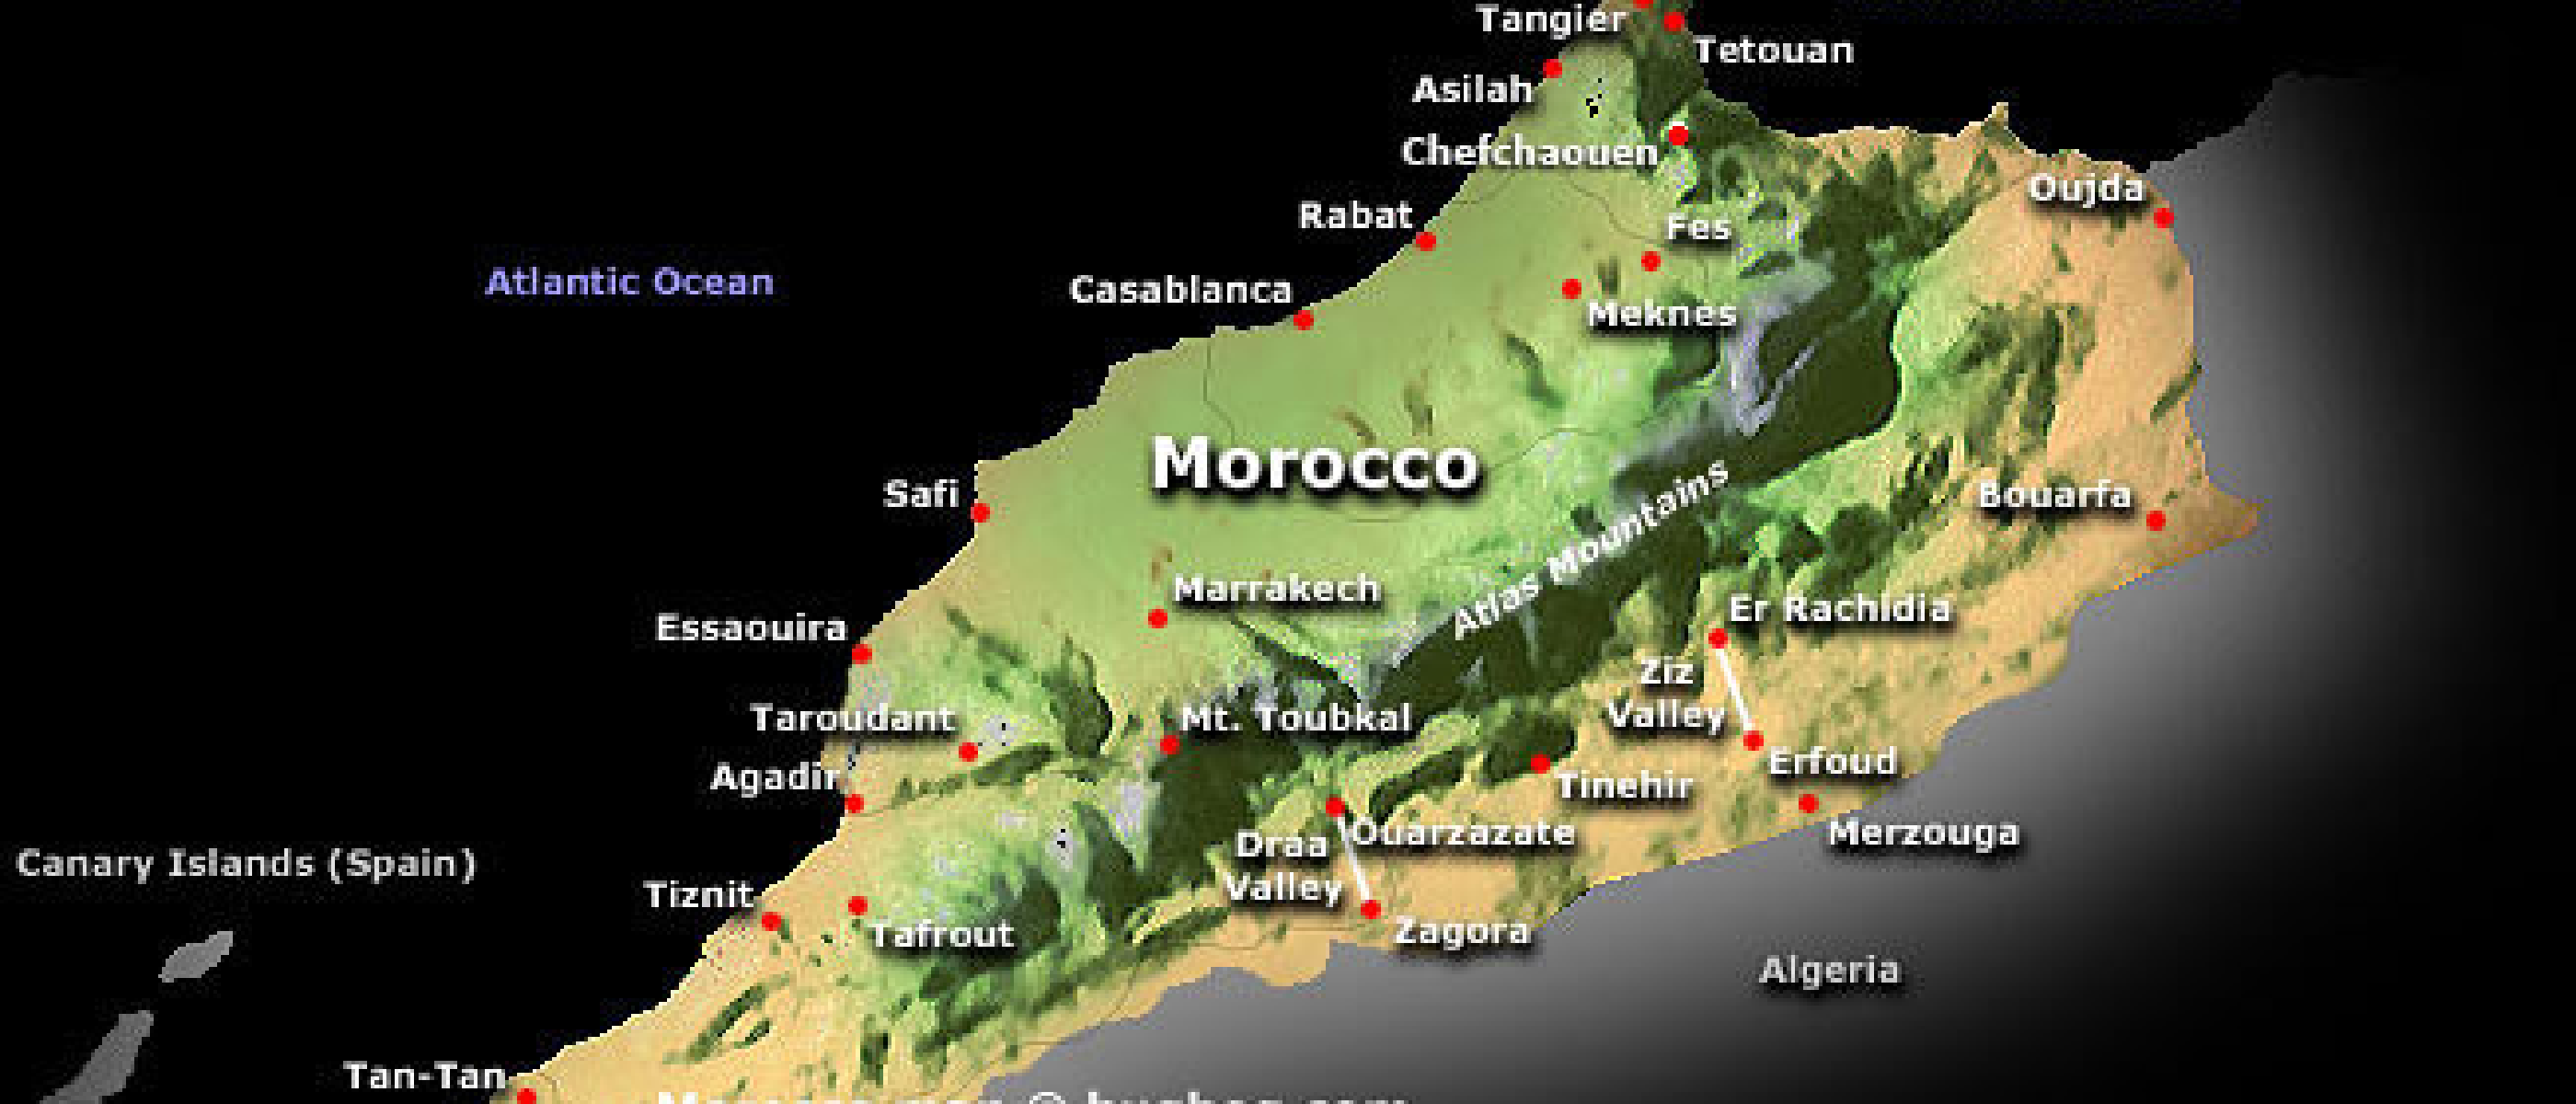 Tangier
Tetouan
Asilah
Chefchaouen
Oujda
Rabat
Fes
Atlantic Ocean
Casablanca
Meknes
Morocco
Safi
Bouarfa
Atlas Mountains
Marrakech
Essaouira
Er Rachidia
Ziz
Valley
Taroudant
Mt. Toubkal
Agadir
Erfoud
Tinehir
Draa
Valley
Ouarzazate
Merzouga
Canary Islands (Spain)
Tiznit
Tafrout
Zagora
Algeria
Tan-Tan